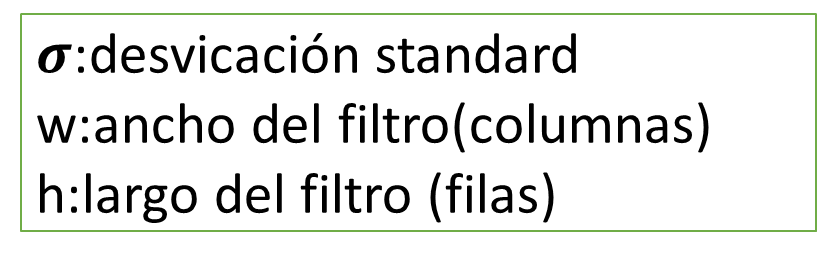 σ:desvicación standard
w:ancho del filtro(columnas)
h:largo del filtro (filas)